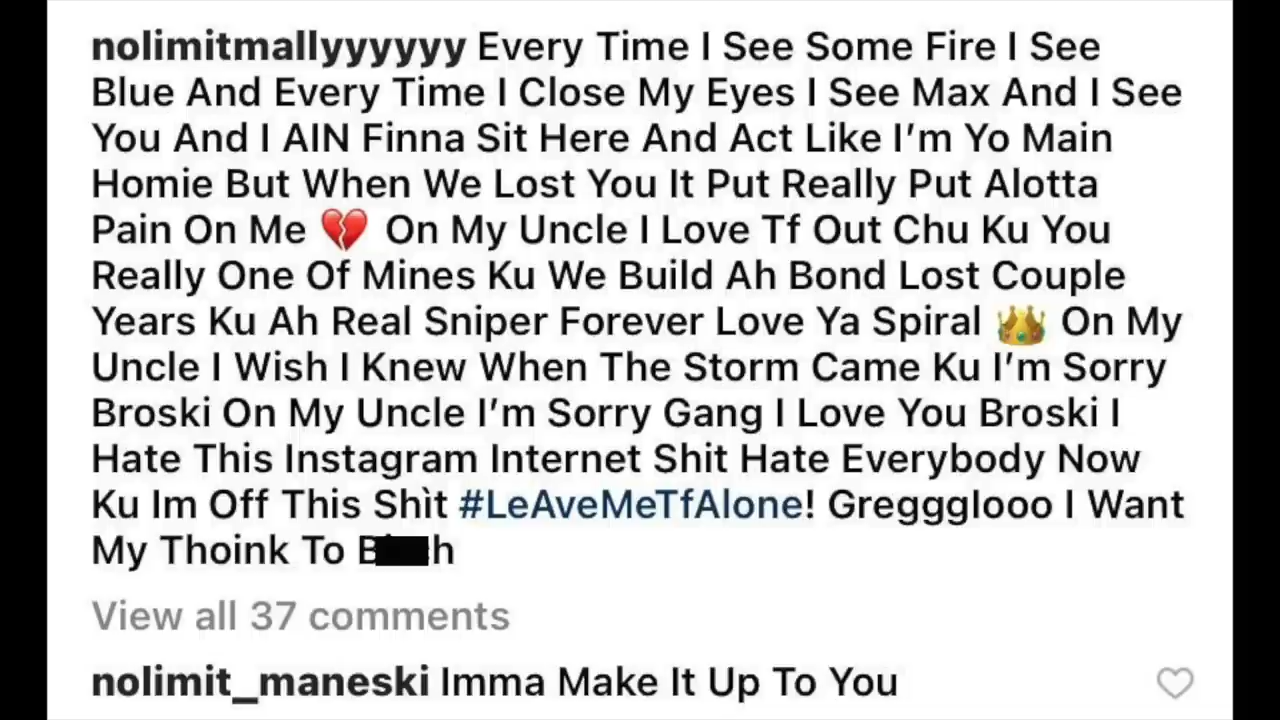 nolimitmallyyyyyy Every Time I See Some Fire I See
Blue And Every Time I Close My Eyes I See Max And I See
You And I AIN Finna Sit Here And Act Like I’m Yo Main
Homie But When We Lost You It Put Really Put Alotta
Pain On Me 💔 On My Uncle I Love Tf Out Chu Ku You
Really One Of Mines Ku We Build Ah Bond Lost Couple
Years Ku Ah Real Sniper Forever Love Ya Spiral 👑 On My
Uncle I Wish I Knew When The Storm Came Ku I’m Sorry
Broski On My Uncle I’m Sorry Gang I Love You Broski I
Hate This Instagram Internet Shit Hate Everybody Now
Ku Im Off This Shìt #LeAveMeTfAlone! Greggglooo I Want
My Thoink To
View all 37 comments
nolimit_maneski Imma Make It Up To You